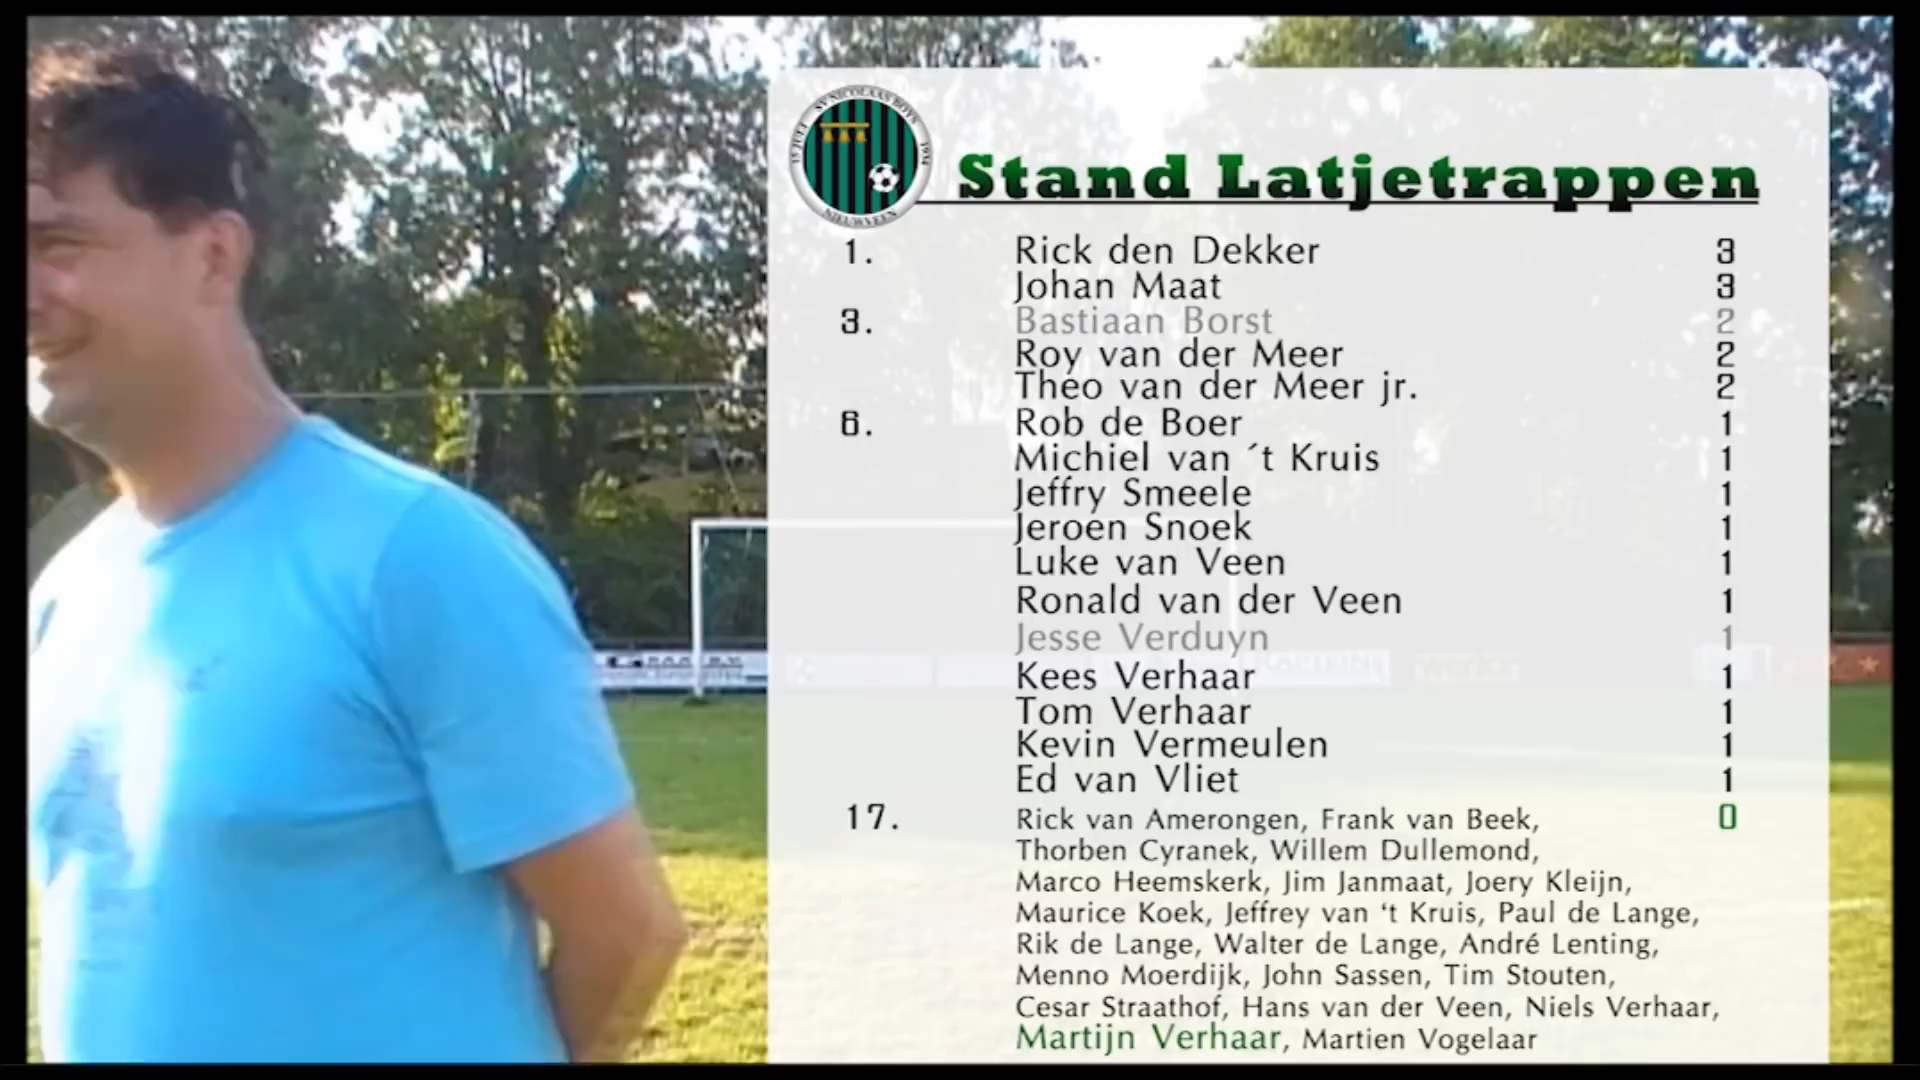 SV NICOLAAS BOYS
15 JULI
NIEUWVEEN
Stand Latjetrappen
1. Rick den Dekker 3
Johan Maat 3
3. Bastiaan Borst 2
Roy van der Meer 2
Theo van der Meer jr. 2
6. Rob de Boer 1
Michiel van ´t Kruis 1
Jeffry Smeele 1
Jeroen Snoek 1
Luke van Veen 1
Ronald van der Veen 1
Jesse Verduyn 1
Kees Verhaar 1
Tom Verhaar 1
Kevin Vermeulen 1
Ed van Vliet 1
17. Rick van Amerongen, Frank van Beek, 0
Thorben Cyranek, Willem Dullemond,
Marco Heemskerk, Jim Janmaat, Joery Kleijn,
Maurice Koek, Jeffrey van ‘t Kruis, Paul de Lange,
Rik de Lange, Walter de Lange, André Lenting,
Menno Moerdijk, John Sassen, Tim Stouten,
Cesar Straathof, Hans van der Veen, Niels Verhaar,
Martijn Verhaar, Martien Vogelaar